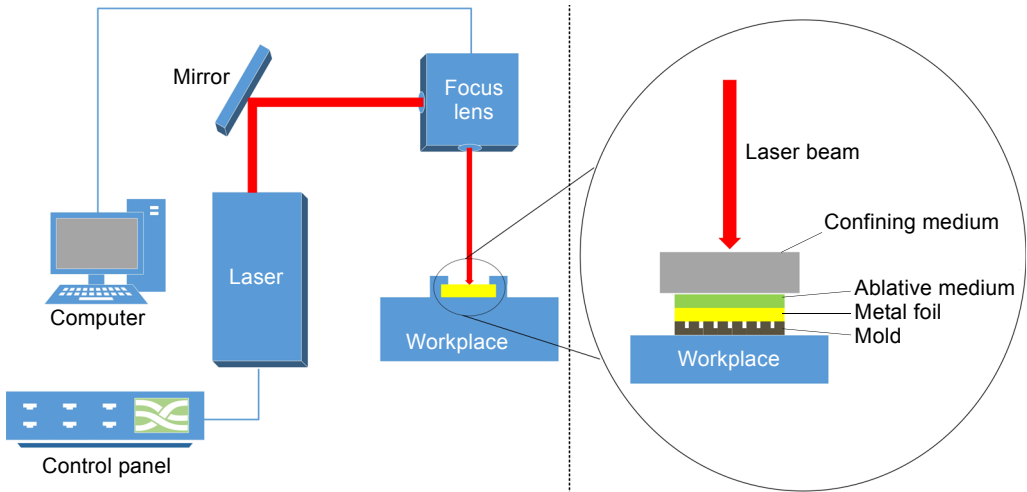 Mirror
Focus
lens
Laser
Computer
Workplace
Control panel
Laser beam
Confining medium
Ablative medium
Metal foil
Mold
Workplace